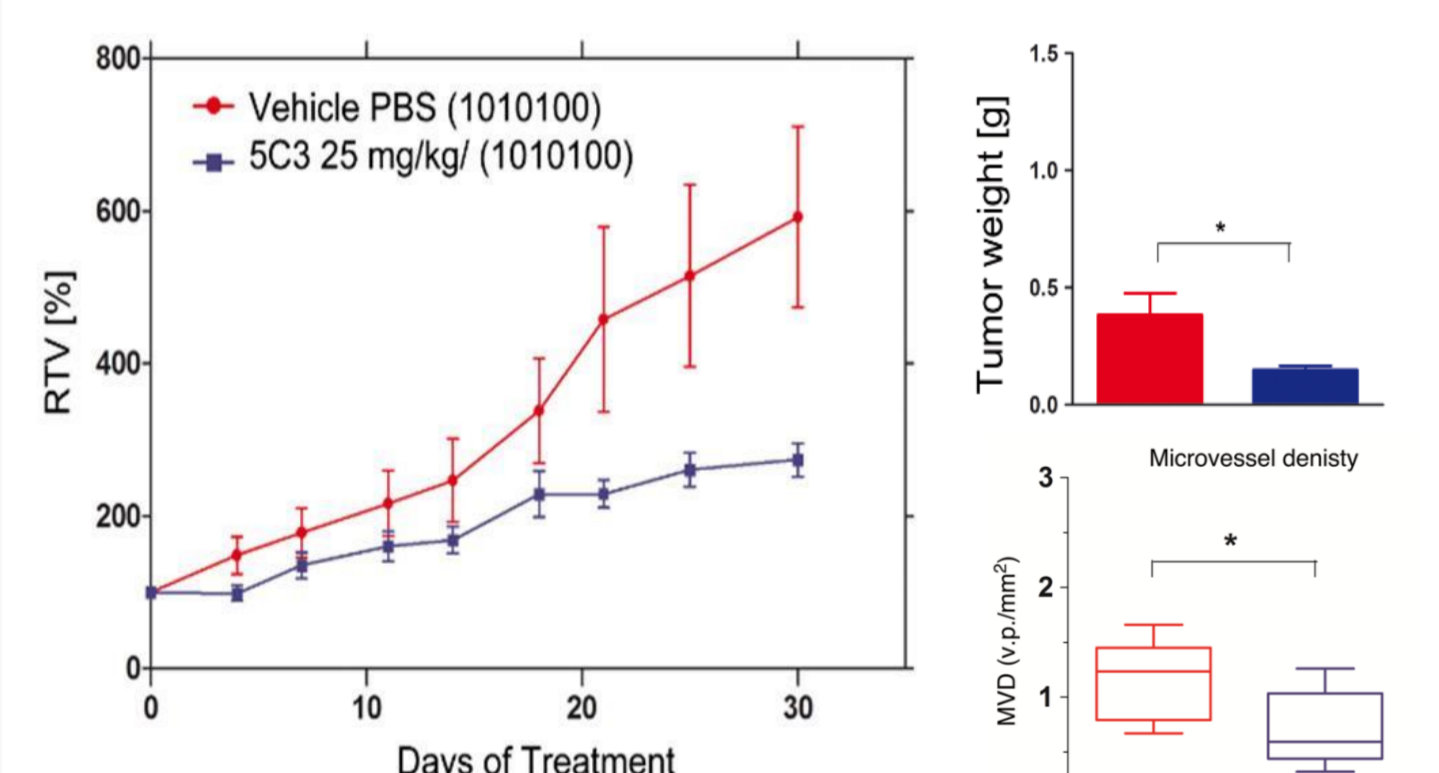 800
Vehicle PBS (1010100)
5C3 25 mg/kg/ (1010100)
600
400
200
0
RTV [%]
0 10 20 30
Days of Treatment
1.5
1.0
0.5
0.0
Tumor weight [g]
*
Microvessel denisty
3
2
1
MVD (v.p./mm²)
*